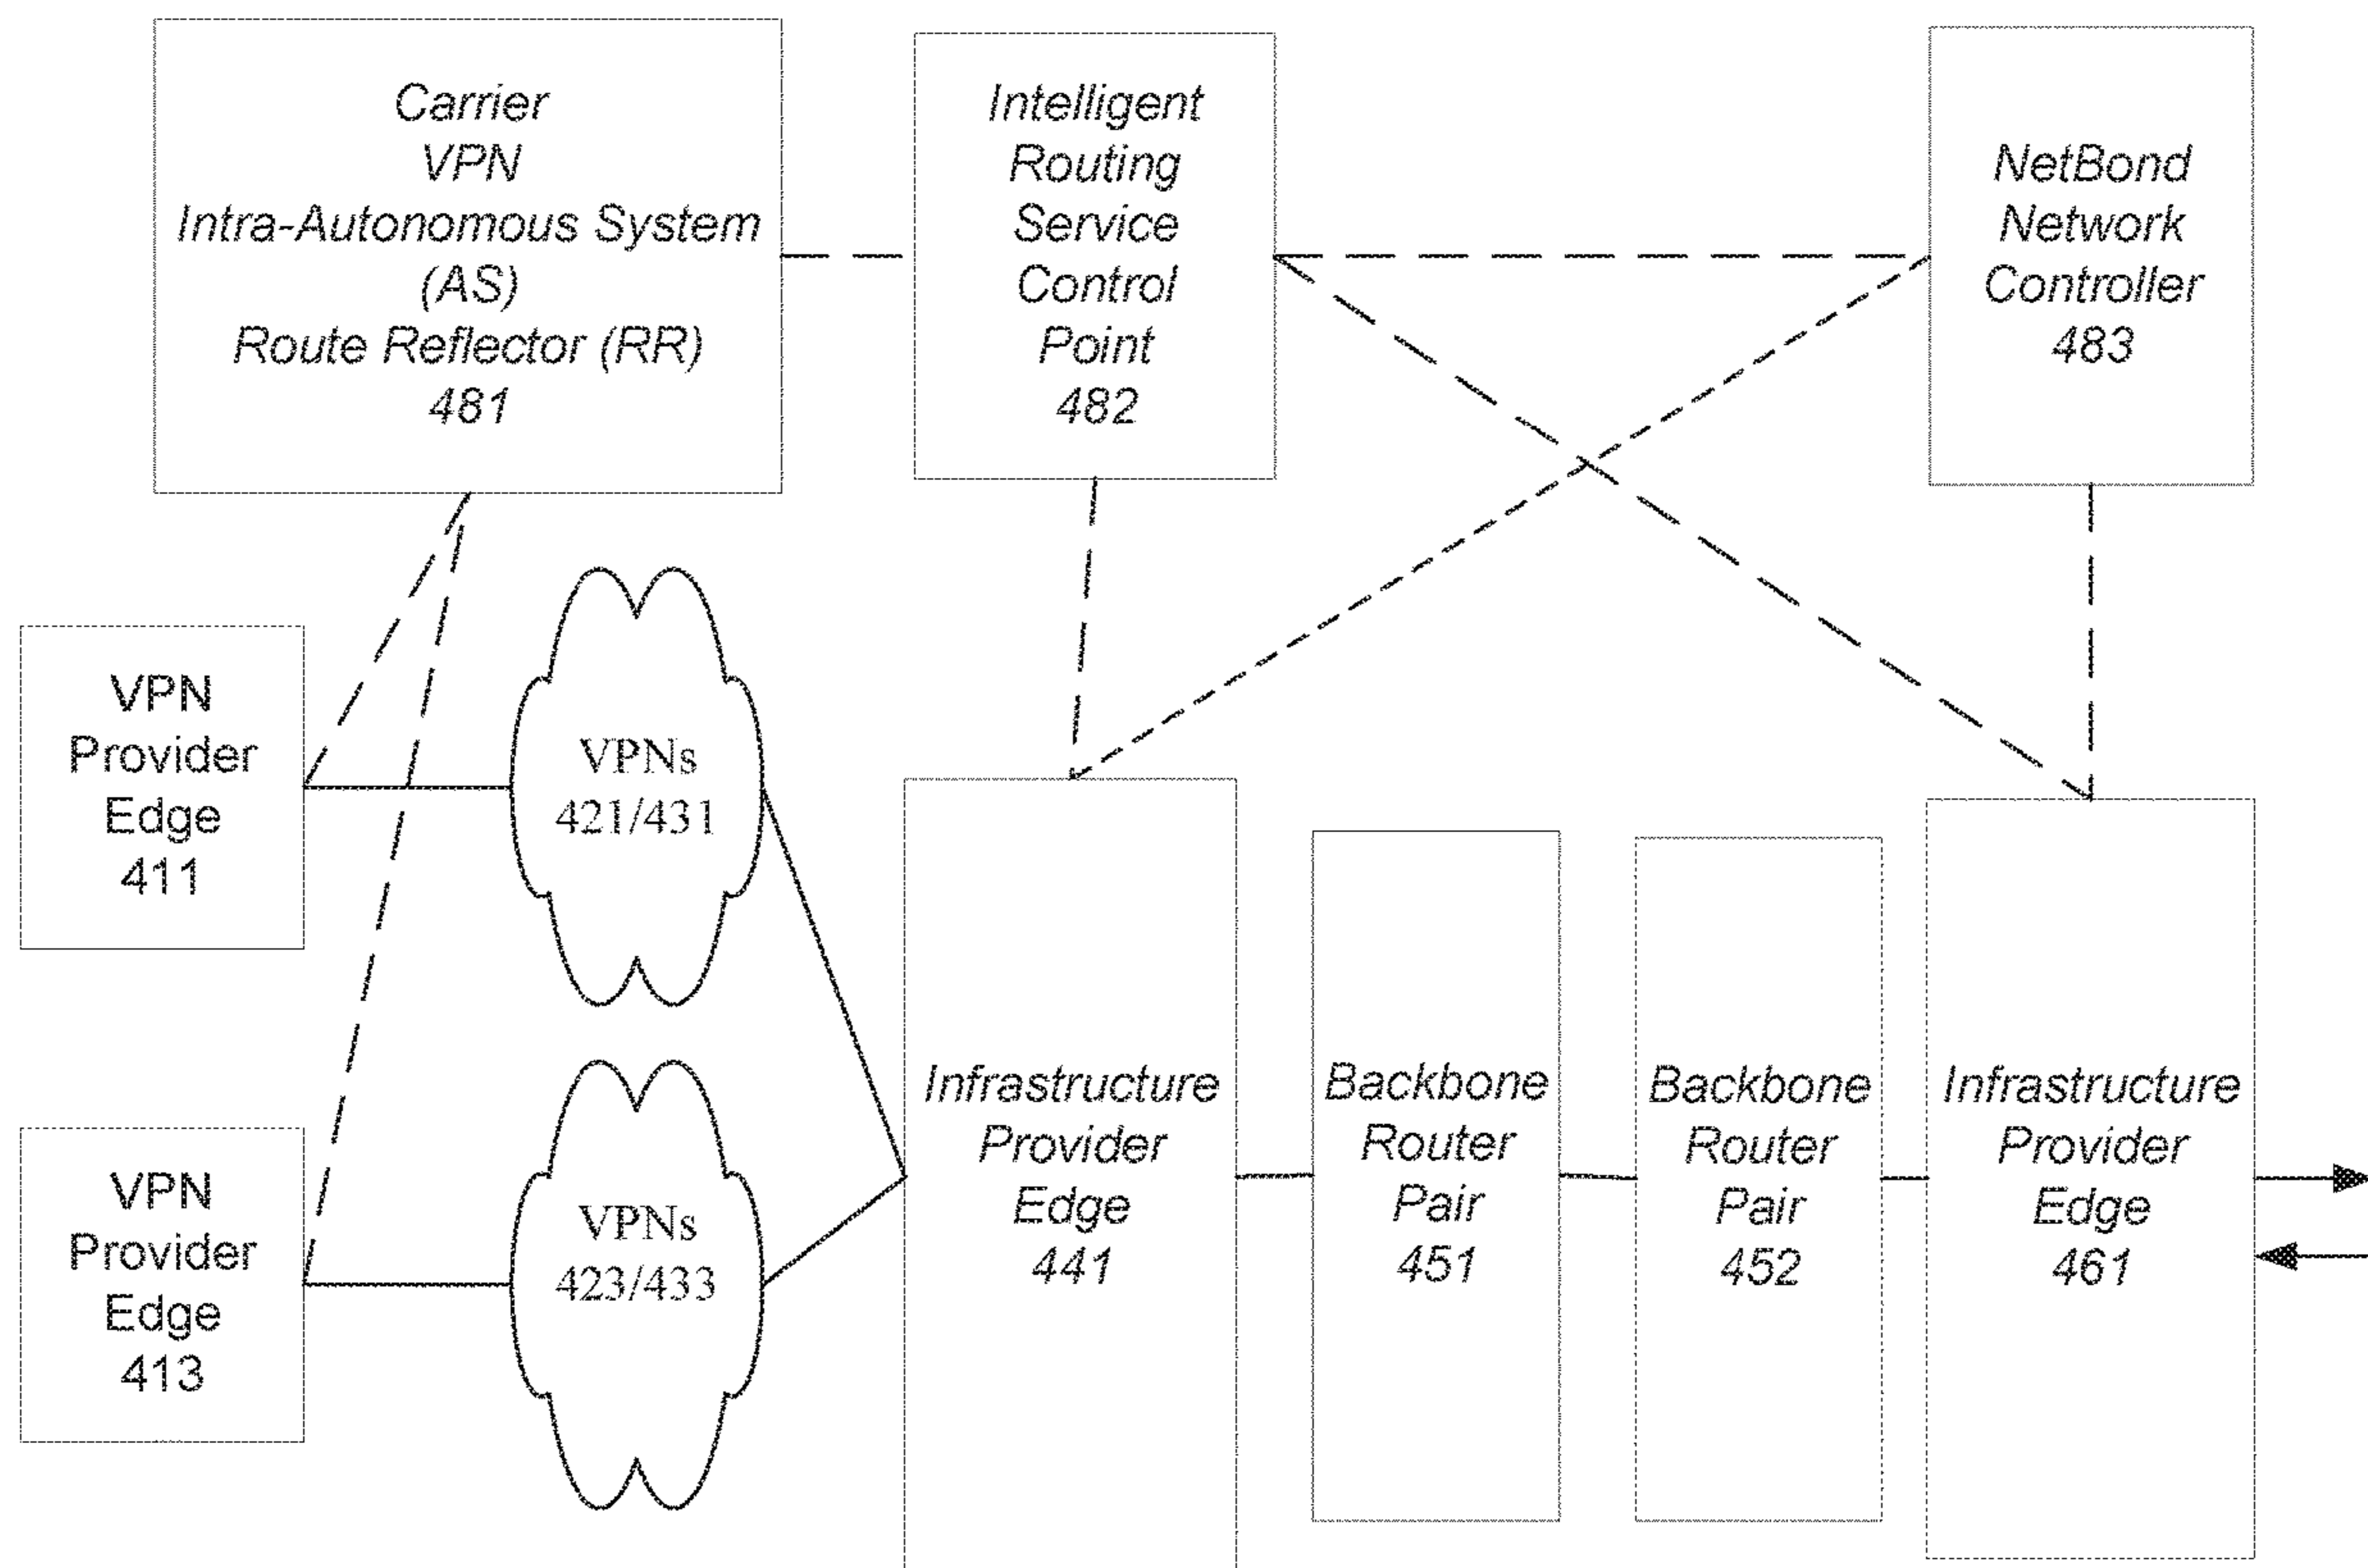 Carrier
VPN
Intra-Autonomous System
(AS)
Route Reflector (RR)
481
Intelligent
Routing
Service
Control
Point
482
NetBond
Network
Controller
483
VPN
Provider
Edge
411
VPNs
421/431
VPN
Provider
Edge
413
VPNs
423/433
Infrastructure
Provider
Edge
441
Backbone
Router
Pair
451
Backbone
Router
Pair
452
Infrastructure
Provider
Edge
461